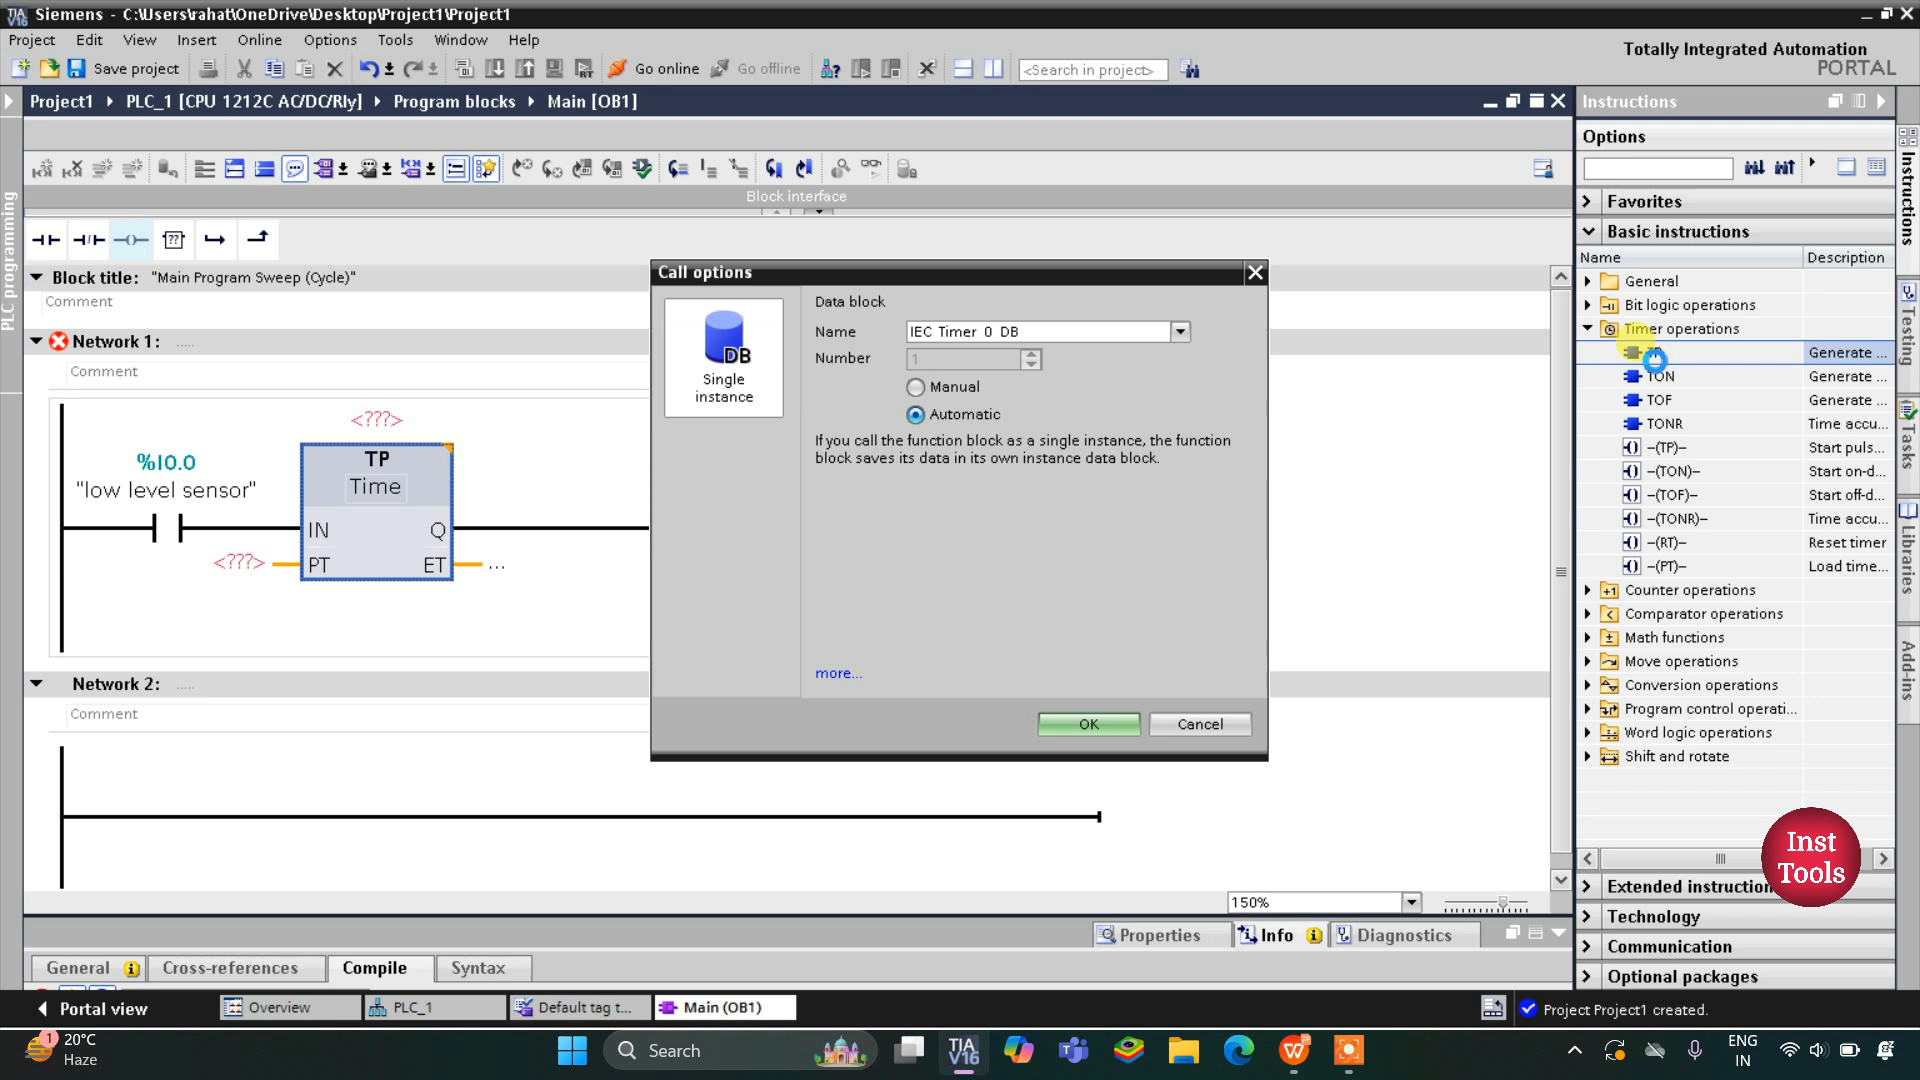 Siemens - C:\Users\rahat\OneDrive\Desktop\Project1\Project1
Project Edit View Insert Online Options Tools Window Help
Totally Integrated Automation
PORTAL
Save project
Go online
Go offline
<Search in project>
Project1 PLC_1 [CPU 1212C AC/DC/Rly] Program blocks Main [OB1]
Block interface
Block title: "Main Program Sweep (Cycle)"
Comment
Network 1: .....
Comment
<???>
TP
Time
%I0.0
"low level sensor"
IN Q
<???> PT ET ...
Network 2: .....
Comment
150%
Call options
DB
Single
instance
Data block
Name IEC_Timer_0_DB
Number 1
Manual
Automatic
If you call the function block as a single instance, the function
block saves its data in its own instance data block.
more...
OK Cancel
Properties Info Diagnostics
General Cross-references Compile Syntax
Instructions
Options
Favorites
Basic instructions
Name Description
General
Bit logic operations
Timer operations
Generate ...
TON Generate ...
TOF Generate ...
TONR Time accu...
-(TP)- Start puls...
-(TON)- Start on-d...
-(TOF)- Start off-d...
-(TONR)- Time accu...
-(RT)- Reset timer
-(PT)- Load time...
Counter operations
Comparator operations
Math functions
Move operations
Conversion operations
Program control operati...
Word logic operations
Shift and rotate
Inst
Tools
Extended instruction
Technology
Communication
Optional packages
PLC programming
Instructions
Testing
Tasks
Libraries
Add-ins
Portal view Overview PLC_1 Default tag t... Main (OB1)
Project Project1 created.
1
20°C
Haze
Search
TIA
V16
ENG
IN